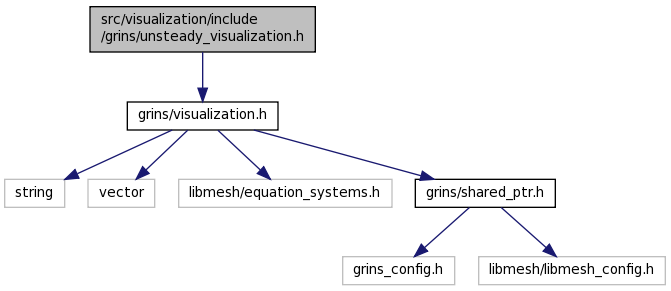 src/visualization/include
/grins/unsteady_visualization.h
grins/visualization.h
string
vector
libmesh/equation_systems.h
grins/shared_ptr.h
grins_config.h
libmesh/libmesh_config.h